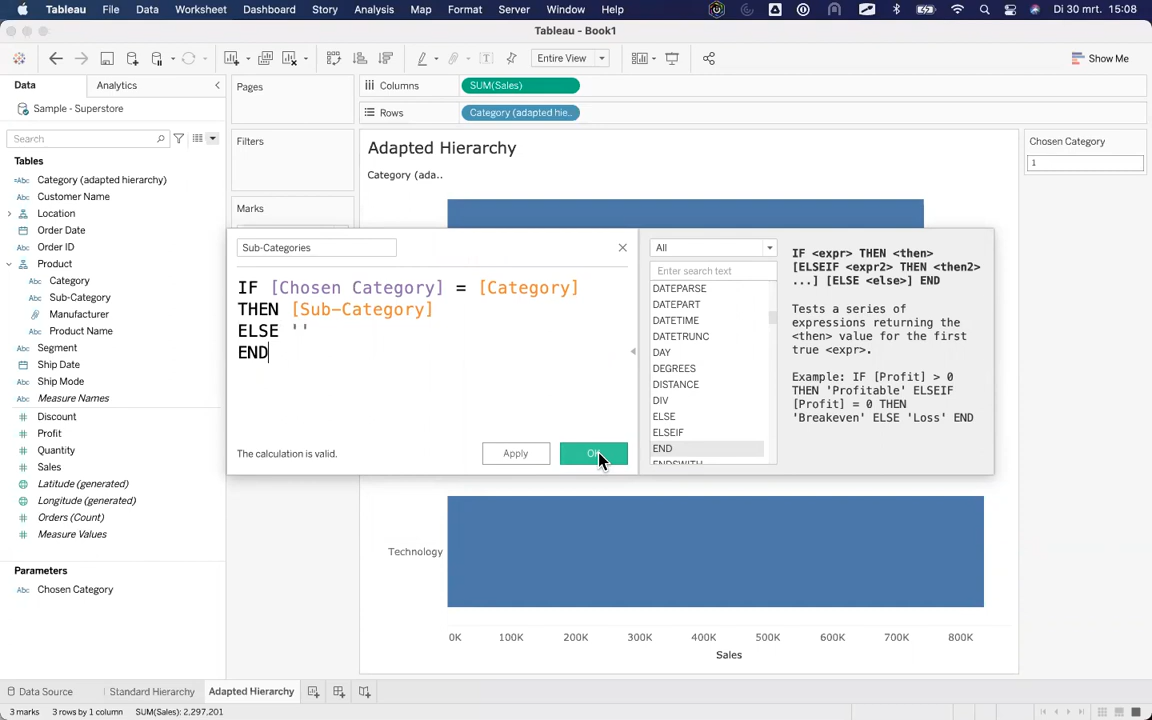 Tableau File Data Worksheet Dashboard Story Analysis Map Format Server Window Help Di 30 mrt. 15:08
Tableau - Book1
Entire View Show Me
Data Analytics
Pages
Columns SUM(Sales)
Sample - Superstore
Rows Category (adapted hie..
Search
Filters
Adapted Hierarchy
Chosen Category
1
Category (ada..
Tables
Category (adapted hierarchy)
Customer Name
Location
Order Date
Order ID
Product
Category
Sub-Category
Manufacturer
Product Name
Segment
Ship Date
Ship Mode
Measure Names
Discount
Profit
Quantity
Sales
Latitude (generated)
Longitude (generated)
Orders (Count)
Measure Values
Parameters
Chosen Category
Marks
Sub-Categories
IF [Chosen Category] = [Category]
THEN [Sub-Category]
ELSE ''
END
The calculation is valid.
Apply
OK
All
Enter search text
DATEPARSE
DATEPART
DATETIME
DATETRUNC
DAY
DEGREES
DISTANCE
DIV
ELSE
ELSEIF
END
ENDSWITH
IF <expr> THEN <then>
[ELSEIF <expr2> THEN <then2>
...] [ELSE <else>] END
Tests a series of
expressions returning the
<then> value for the first
true <expr>.
Example: IF [Profit] > 0
THEN 'Profitable' ELSEIF
[Profit] = 0 THEN
'Breakeven' ELSE 'Loss' END
Technology
0K 100K 200K 300K 400K 500K 600K 700K 800K
Sales
Data Source Standard Hierarchy Adapted Hierarchy
3 marks 3 rows by 1 column SUM(Sales): 2,297,201